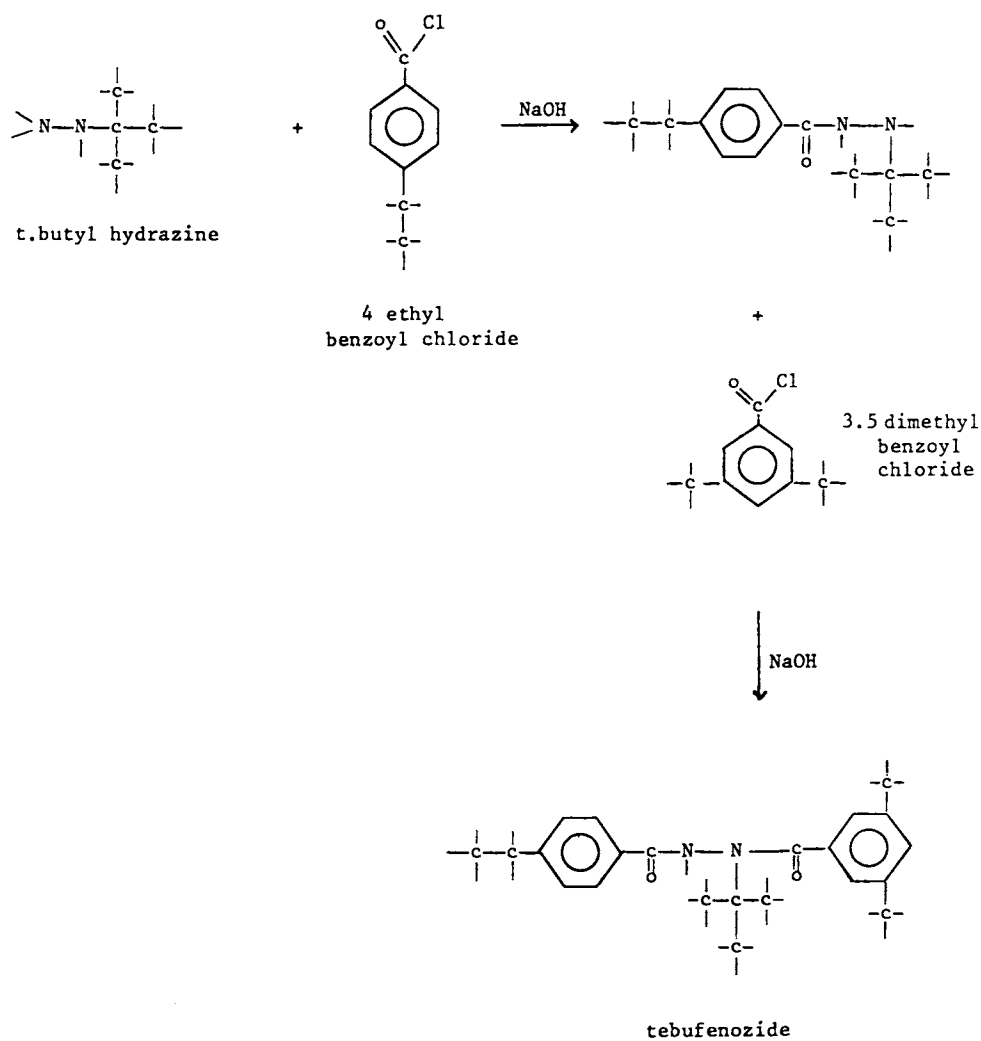 t.butyl hydrazine
+
4 ethyl
benzoyl chloride
NaOH
+
3.5 dimethyl
benzoyl
chloride
NaOH
tebufenozide